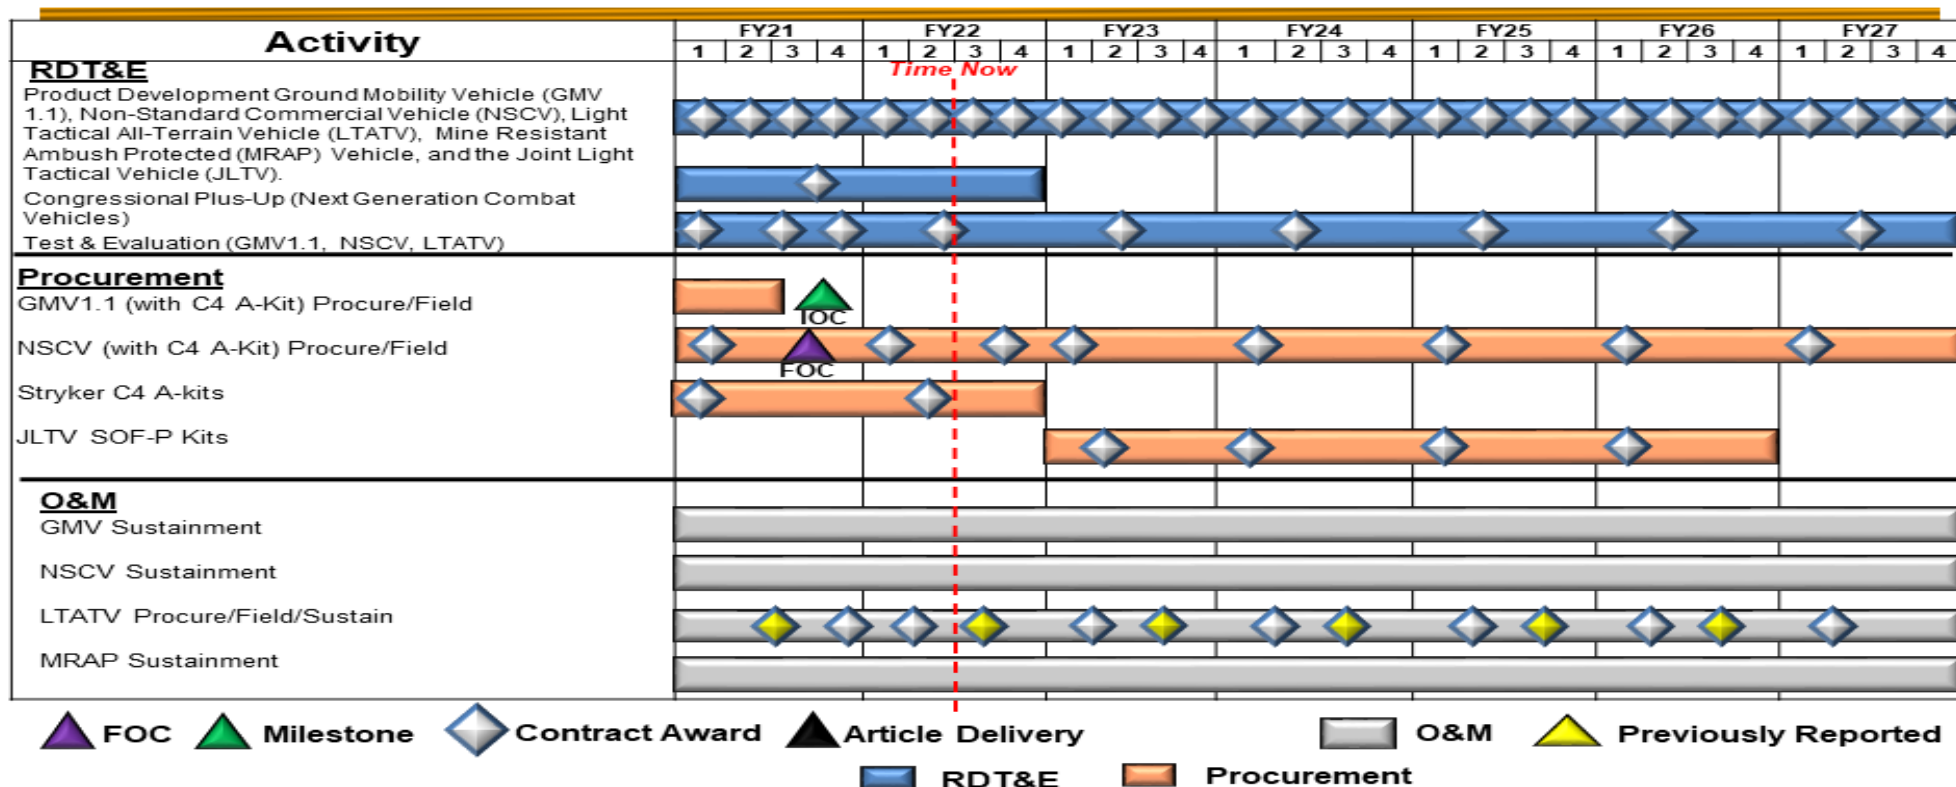 Activity
FY21 FY22 FY23 FY24 FY25 FY26 FY27
1 2 3 4 1 2 3 4 1 2 3 4 1 2 3 4 1 2 3 4 1 2 3 4 1 2 3 4
Time Now
RDT&E
Product Development Ground Mobility Vehicle (GMV
1.1), Non-Standard Commercial Vehicle (NSCV), Light
Tactical All-Terrain Vehicle (LTATV), Mine Resistant
Ambush Protected (MRAP) Vehicle, and the Joint Light
Tactical Vehicle (JLTV).
Congressional Plus-Up (Next Generation Combat
Vehicles)
Test & Evaluation (GMV1.1, NSCV, LTATV)
Procurement
GMV1.1 (with C4 A-Kit) Procure/Field
IOC
NSCV (with C4 A-Kit) Procure/Field
FOC
Stryker C4 A-kits
JLTV SOF-P Kits
O&M
GMV Sustainment
NSCV Sustainment
LTATV Procure/Field/Sustain
MRAP Sustainment
FOC Milestone Contract Award Article Delivery O&M Previously Reported
RDT&E Procurement